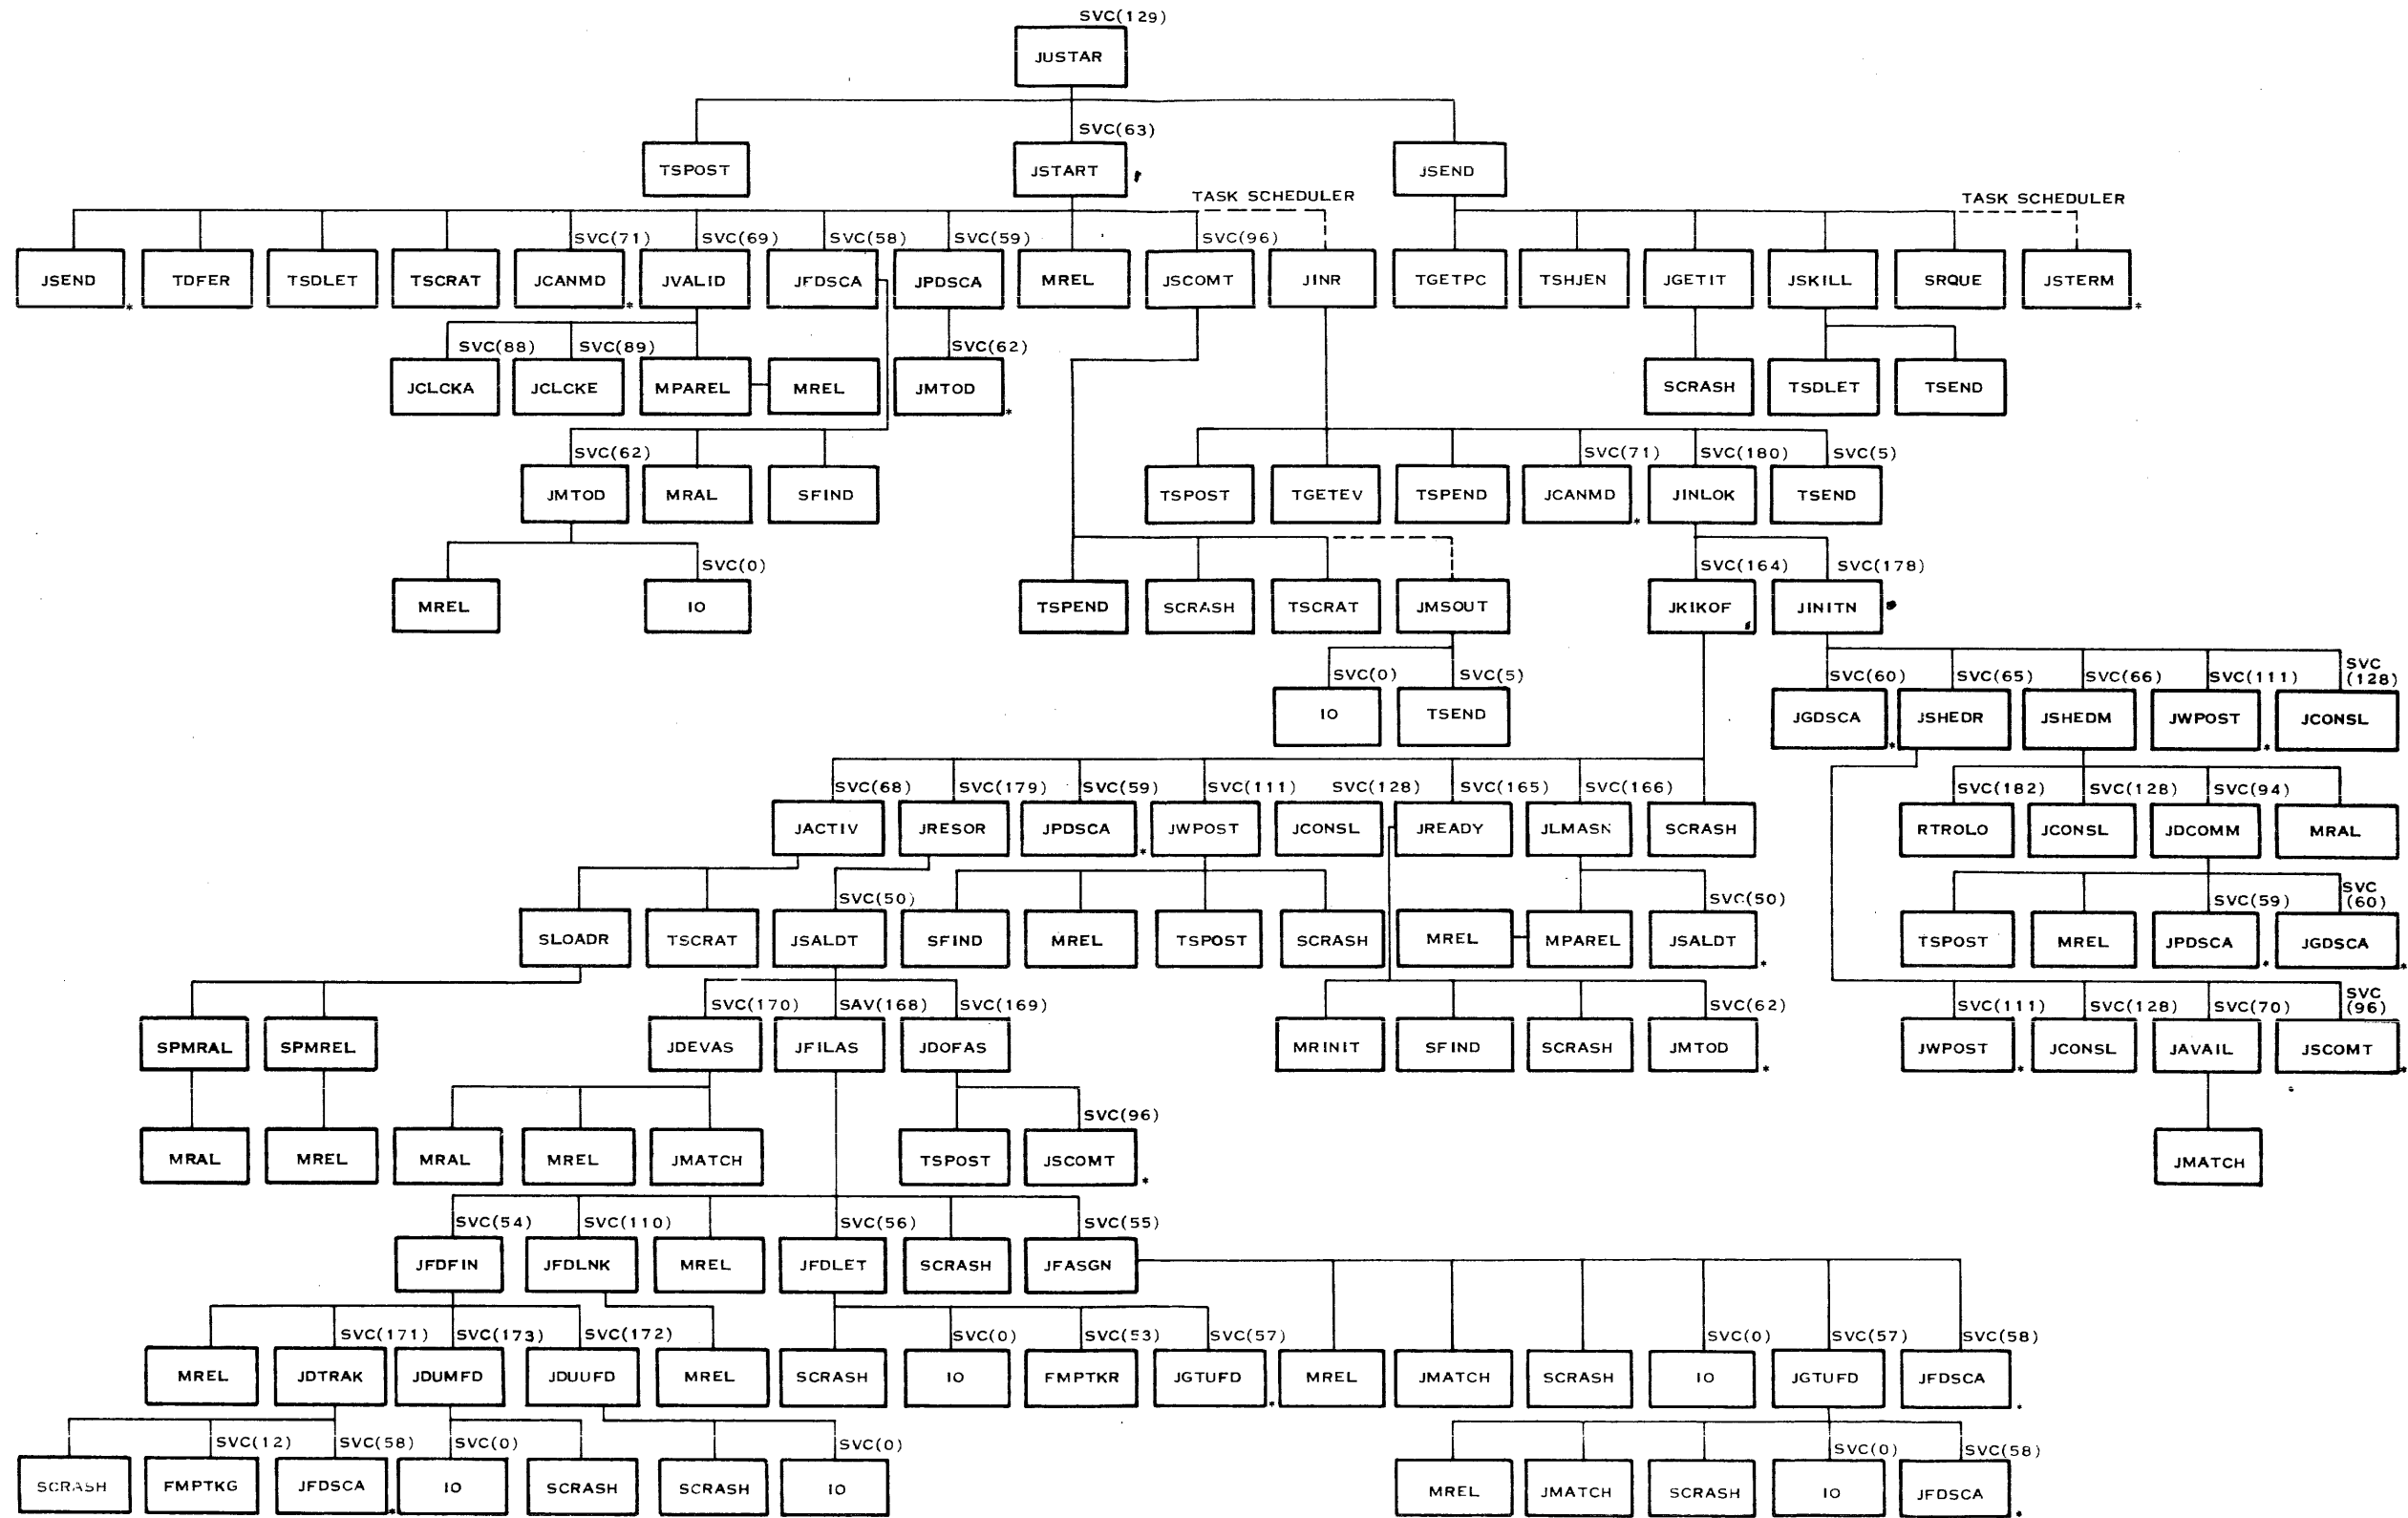 SVC(129)
JUSTAR
SVC(63)
TSPOST JSTART JSEND
TASK SCHEDULER TASK SCHEDULER
SVC(71) SVC(69) SVC(58) SVC(59) SVC(96)
JSEND * TDFER TSDLET TSCRAT JCANMD * JVALID JFDSCA JPDSCA MREL JSCOMT JINR TGETPC TSHJEN JGETIT JSKILL SRQUE JSTERM *
SVC(88) SVC(89) SVC(62)
JCLCKA JCLCKE MPAREL MREL JMTOD * SCRASH TSDLET TSEND
SVC(62) SVC(71) SVC(180) SVC(5)
JMTOD MRAL SFIND TSPOST TGETEV TSPEND JCANMD * JINLOK TSEND
SVC(0) SVC(164) SVC(178)
MREL IO TSPEND SCRASH TSCRAT JMSOUT JKIKOF JINITN
SVC(0) SVC(5) SVC(60) SVC(65) SVC(66) SVC(111) SVC (128)
IO TSEND JGDSCA * JSHEDR JSHEDM JWPOST * JCONSL
SVC(68) SVC(179) SVC(59) SVC(111) SVC(128) SVC(165) SVC(166) SVC(182) SVC(128) SVC(94)
JACTIV JRESOR JPDSCA * JWPOST JCONSL JREADY JLMASN SCRASH RTROLO JCONSL JDCOMM MRAL
SVC(50) SVC(50) SVC(59) SVC (60)
SLOADR TSCRAT JSALDT SFIND MREL TSPOST SCRASH MREL MPAREL JSALDT * TSPOST MREL JPDSCA * JGDSCA *
SVC(170) SAV(168) SVC(169) SVC(62) SVC(111) SVC(128) SVC(70) SVC (96)
SPMRAL SPMREL JDEVAS JFILAS JDOFAS MRINIT SFIND SCRASH JMTOD * JWPOST * JCONSL JAVAIL JSCOMT *
SVC(96)
MRAL MREL MRAL MREL JMATCH TSPOST JSCOMT * JMATCH
SVC(54) SVC(110) SVC(56) SVC(55)
JFDFIN JFDLNK MREL JFDLET SCRASH JFASGN
SVC(171) SVC(173) SVC(172) SVC(0) SVC(53) SVC(57) SVC(0) SVC(57) SVC(58)
MREL JDTRAK JDUMFD JDUUFD MREL SCRASH IO FMPTKR JGTUFD * MREL JMATCH SCRASH IO JGTUFD JFDSCA *
SVC(12) SVC(58) SVC(0) SVC(0) SVC(0) SVC(58)
SCRASH FMPTKG JFDSCA * IO SCRASH SCRASH IO MREL JMATCH SCRASH IO JFDSCA *